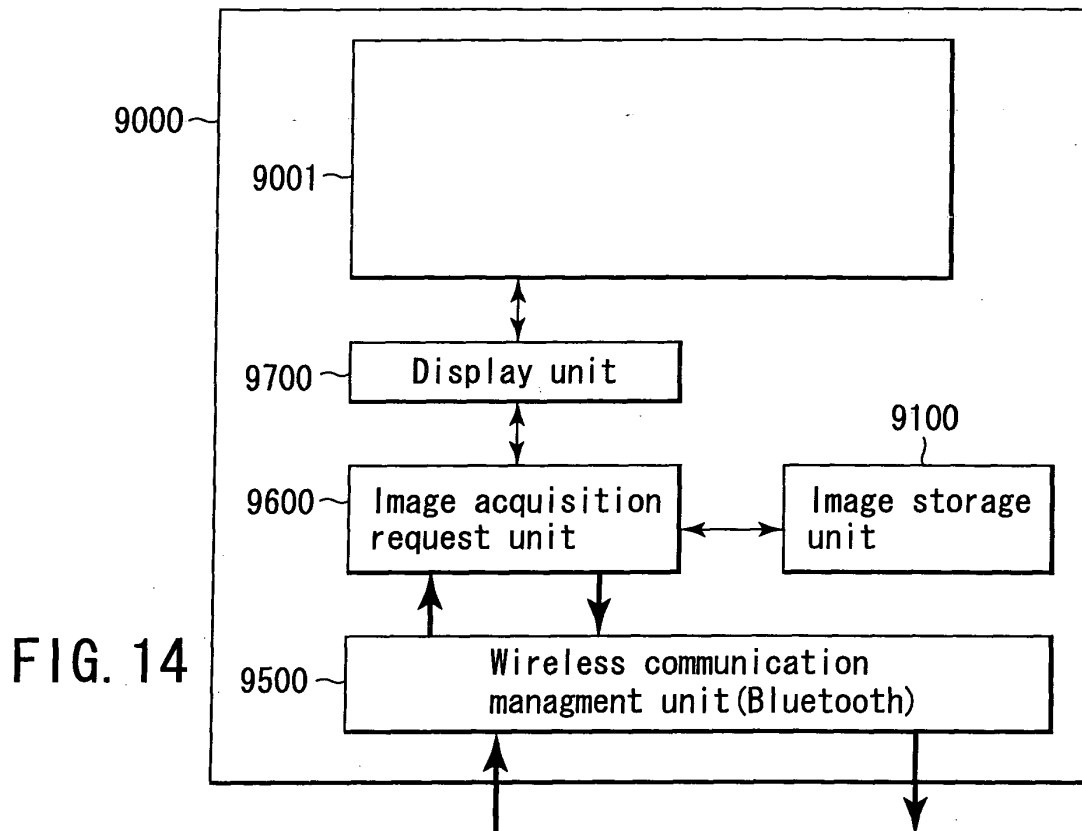 9000
9001
9700
Display unit
9100
9600
Image acquisition
request unit
Image storage
unit
FIG. 14
9500
Wireless communication
managment unit(Bluetooth)